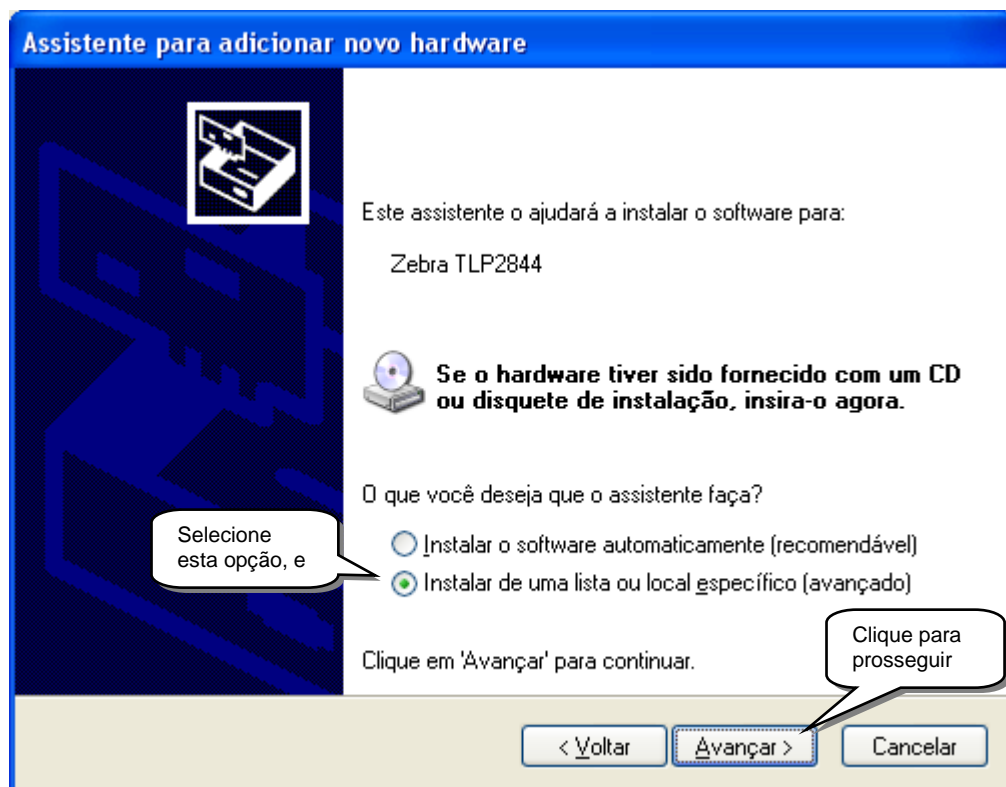 Assistente para adicionar novo hardware
Este assistente o ajudará a instalar o software para:
Zebra TLP2844
Se o hardware tiver sido fornecido com um CD
ou disquete de instalação, insira-o agora.
O que você deseja que o assistente faça?
Selecione
esta opção, e
Instalar o software automaticamente (recomendável)
Instalar de uma lista ou local específico (avançado)
Clique para
prosseguir
Clique em 'Avançar' para continuar.
< Voltar
Avançar >
Cancelar